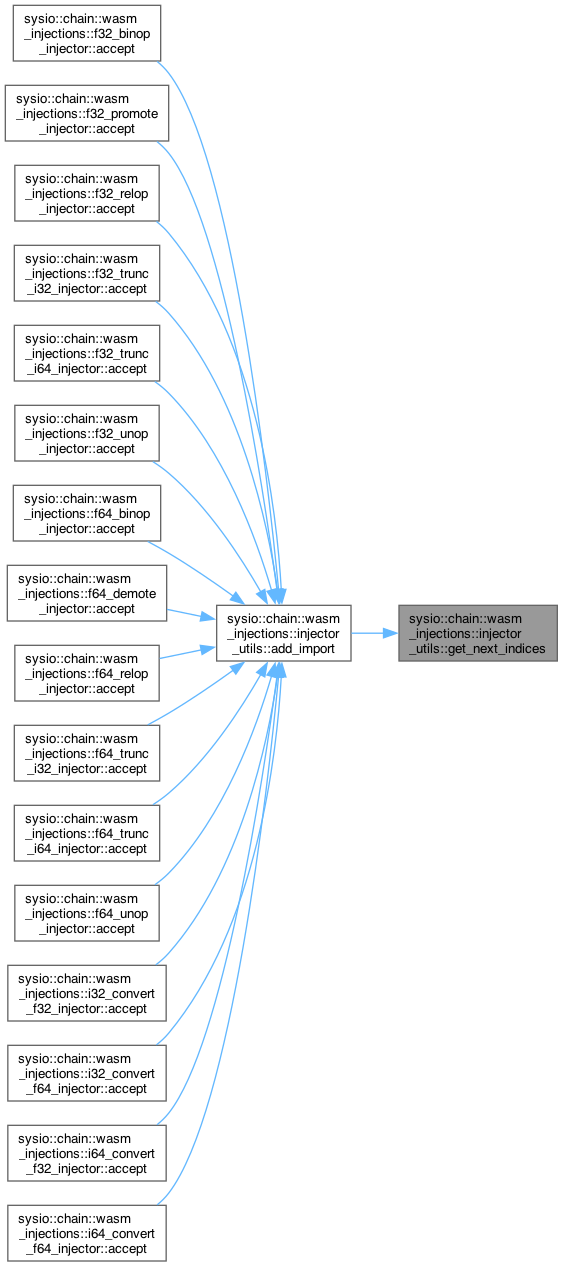 sysio::chain::wasm
_injections::f32_binop
_injector::accept
sysio::chain::wasm
_injections::f32_promote
_injector::accept
sysio::chain::wasm
_injections::f32_relop
_injector::accept
sysio::chain::wasm
_injections::f32_trunc
_i32_injector::accept
sysio::chain::wasm
_injections::f32_trunc
_i64_injector::accept
sysio::chain::wasm
_injections::f32_unop
_injector::accept
sysio::chain::wasm
_injections::f64_binop
_injector::accept
sysio::chain::wasm
_injections::f64_demote
_injector::accept
sysio::chain::wasm
_injections::f64_relop
_injector::accept
sysio::chain::wasm
_injections::f64_trunc
_i32_injector::accept
sysio::chain::wasm
_injections::f64_trunc
_i64_injector::accept
sysio::chain::wasm
_injections::f64_unop
_injector::accept
sysio::chain::wasm
_injections::i32_convert
_f32_injector::accept
sysio::chain::wasm
_injections::i32_convert
_f64_injector::accept
sysio::chain::wasm
_injections::i64_convert
_f32_injector::accept
sysio::chain::wasm
_injections::i64_convert
_f64_injector::accept
sysio::chain::wasm
_injections::injector
_utils::add_import
sysio::chain::wasm
_injections::injector
_utils::get_next_indices